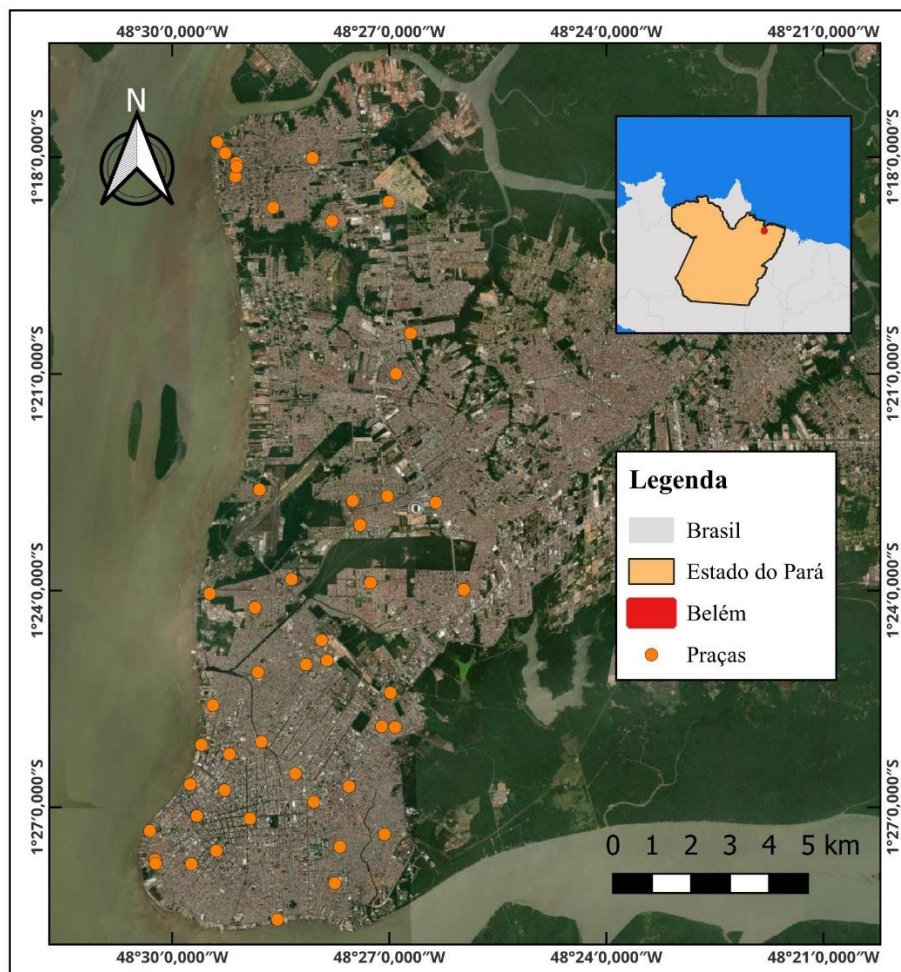 48°30'0,000"W 48°27'0,000"W 48°24'0,000"W 48°21'0,000"W
N
1°18'0,000"S 1°18'0,000"S
1°21'0,000"S 1°21'0,000"S
Legenda
Brasil
Estado do Pará
Belém
Praças
1°24'0,000"S 1°24'0,000"S
1°27'0,000"S 1°27'0,000"S
0 1 2 3 4 5 km
48°30'0,000"W 48°27'0,000"W 48°24'0,000"W 48°21'0,000"W